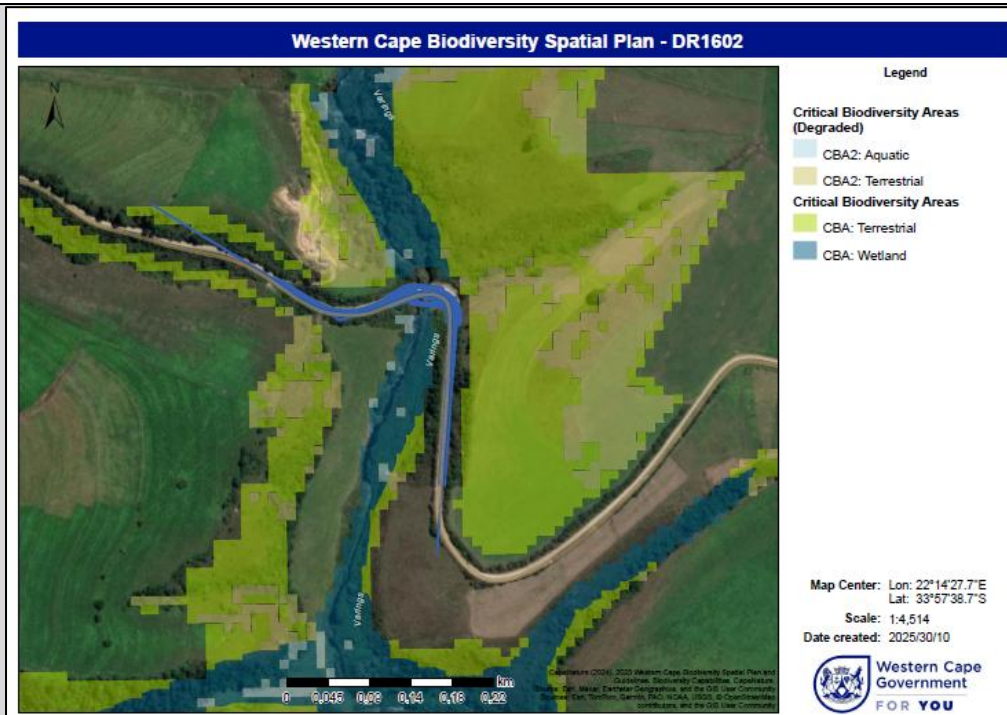 Western Cape Biodiversity Spatial Plan - DR1602
N
Varings
Varings
Varings
km
0 0,045 0,09 0,14 0,18 0,22
Legend
Critical Biodiversity Areas
(Degraded)
CBA2: Aquatic
CBA2: Terrestrial
Critical Biodiversity Areas
CBA: Terrestrial
CBA: Wetland
Map Center: Lon: 22°14'27.7"E
Lat: 33°57'38.7"S
Scale: 1:4,514
Date created: 2025/30/10
Western Cape
Government
FOR YOU